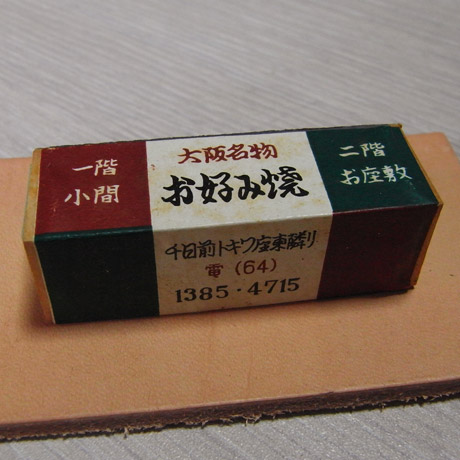 一階
小間
大阪名物
お好み焼
二階
お座敷
千日前トキワ座東隣り
電(64)
1385・4715